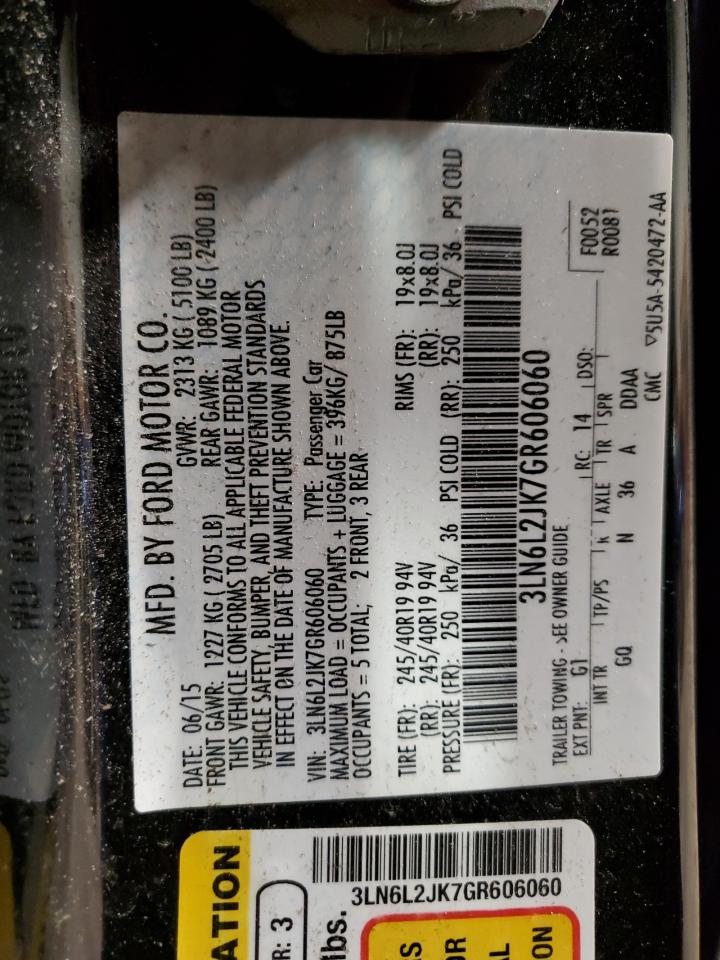 MFD. BY FORD MOTOR CO.
DATE: 06/15 GVWR: 2313 KG ( 5100 LB)
FRONT GAWR: 1227 KG ( 2705 LB) REAR GAWR: 1089 KG ( 2400 LB)
THIS VEHICLE CONFORMS TO ALL APPLICABLE FEDERAL MOTOR
VEHICLE SAFETY, BUMPER, AND THEFT PREVENTION STANDARDS
IN EFFECT ON THE DATE OF MANUFACTURE SHOWN ABOVE.
VIN: 3LN6L2JK7GR606060 TYPE: Passenger Car
MAXIMUM LOAD = OCCUPANTS + LUGGAGE = 396KG/ 875LB
OCCUPANTS = 5 TOTAL; 2 FRONT, 3 REAR
TIRE (FR): 245/40R19 94V RIMS (FR): 19x8.0J
(RR): 245/40R19 94V (RR): 19x8.0J
PRESSURE (FR): 250 kPa/ 36 PSI COLD (RR): 250 kPa/ 36 PSI COLD
3LN6L2JK7GR606060
TRAILER TOWING - SEE OWNER GUIDE
F0052
R0081
EXT PNT: G1 RC: 14 DSO:
INT TR TP/PS R AXLE TR SPR
GQ N 36 A DDAA
CMC 5U5A-5420472-AA
ATION
R: 3
lbs.
3LN6L2JK7GR606060
S
OR
AL
ON